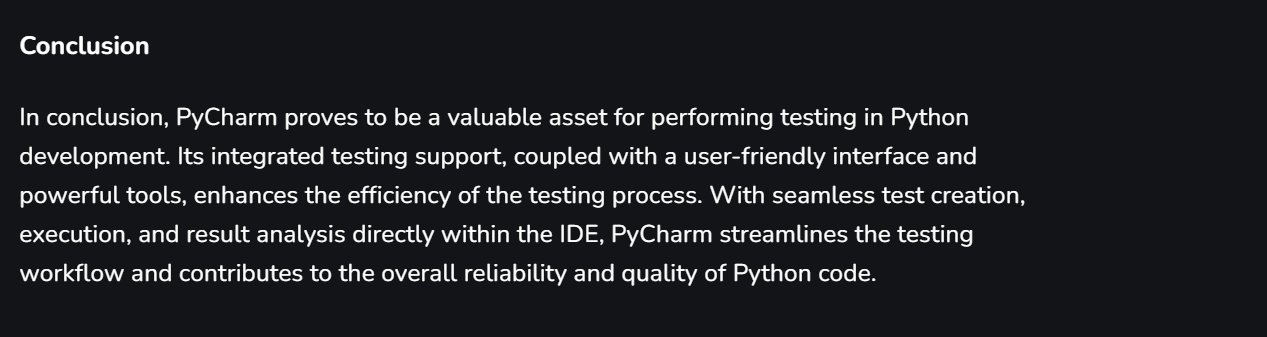 Conclusion
In conclusion, PyCharm proves to be a valuable asset for performing testing in Python
development. Its integrated testing support, coupled with a user-friendly interface and
powerful tools, enhances the efficiency of the testing process. With seamless test creation,
execution, and result analysis directly within the IDE, PyCharm streamlines the testing
workflow and contributes to the overall reliability and quality of Python code.